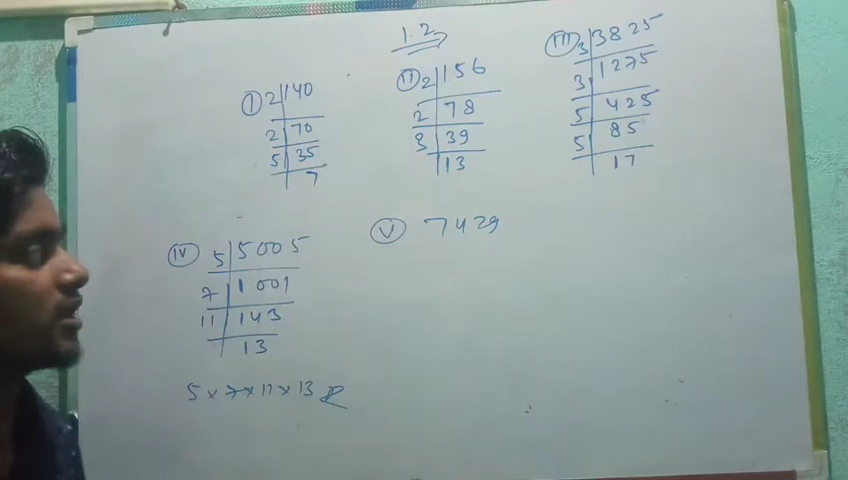 1.2
(I) 2 | 140
2 | 70
5 | 35
7
(II) 2 | 156
2 | 78
3 | 39
13
(III) 3 | 3825
3 | 1275
5 | 425
5 | 85
17
(IV) 5 | 5005
7 | 1001
11 | 143
13
5 × 7 × 11 × 13
(V) 7429